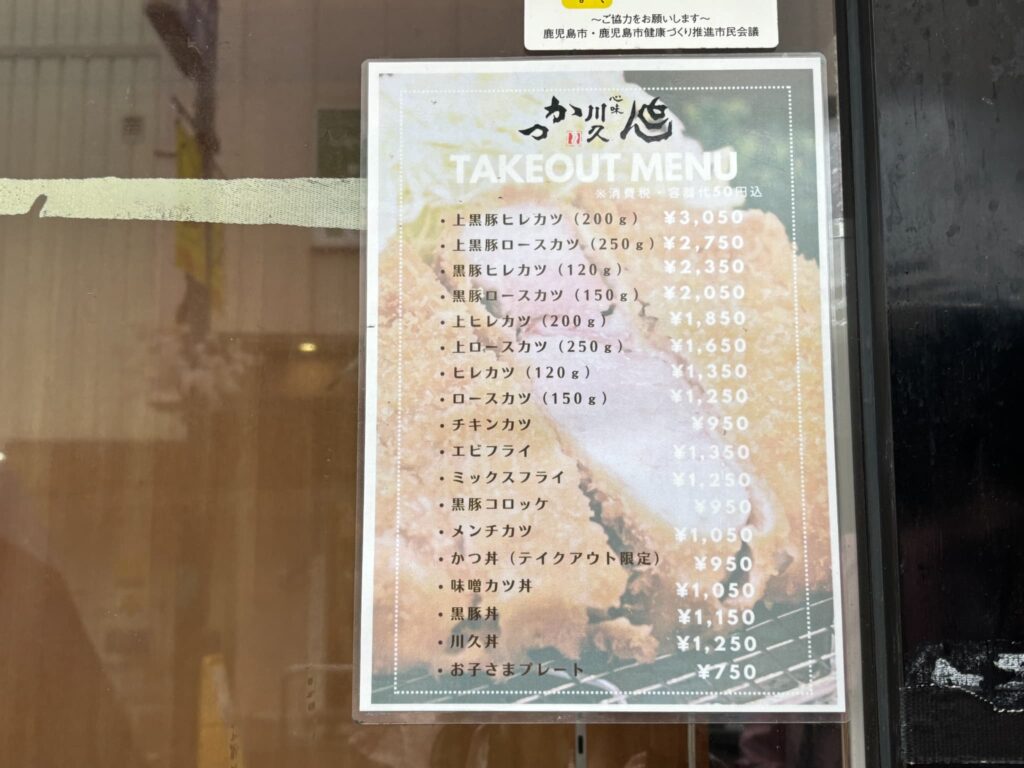 ～ご協力をお願いします～
鹿児島市・鹿児島市健康づくり推進市民会議
心味
川久
かつ
TAKEOUT MENU
※消費税・容器代50円込
・上黒豚ヒレカツ（200g） ¥3,050
・上黒豚ロースカツ（250g） ¥2,750
・黒豚ヒレカツ（120g） ¥2,350
・黒豚ロースカツ（150g） ¥2,050
・上ヒレカツ（200g） ¥1,850
・上ロースカツ（250g） ¥1,650
・ヒレカツ（120g） ¥1,350
・ロースカツ（150g） ¥1,250
・チキンカツ ¥950
・エビフライ ¥1,350
・ミックスフライ ¥1,250
・黒豚コロッケ ¥950
・メンチカツ ¥1,050
・かつ丼（テイクアウト限定） ¥950
・味噌カツ丼 ¥1,050
・黒豚丼 ¥1,150
・川久丼 ¥1,250
・お子さまプレート ¥750